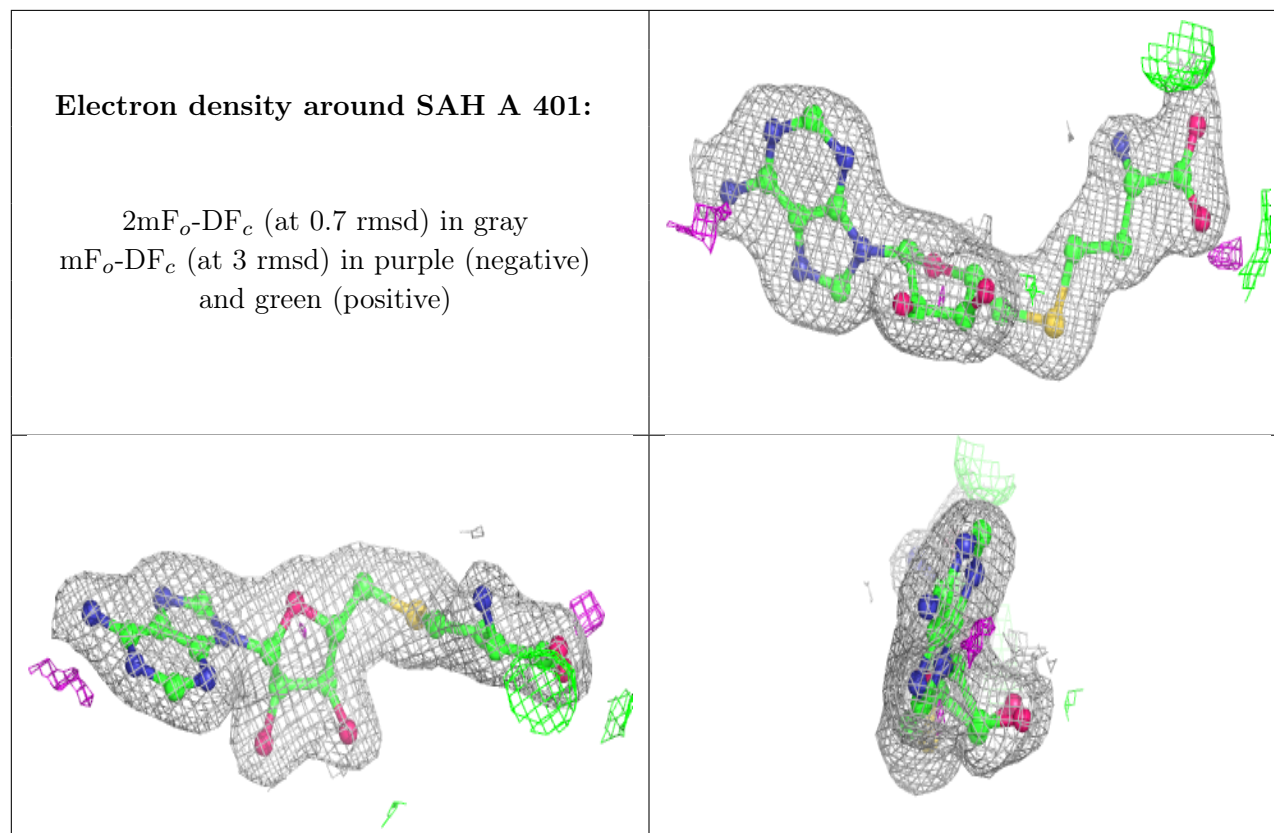 Electron density around SAH A 401:
2mFo-DFc (at 0.7 rmsd) in gray
mFo-DFc (at 3 rmsd) in purple (negative)
and green (positive)